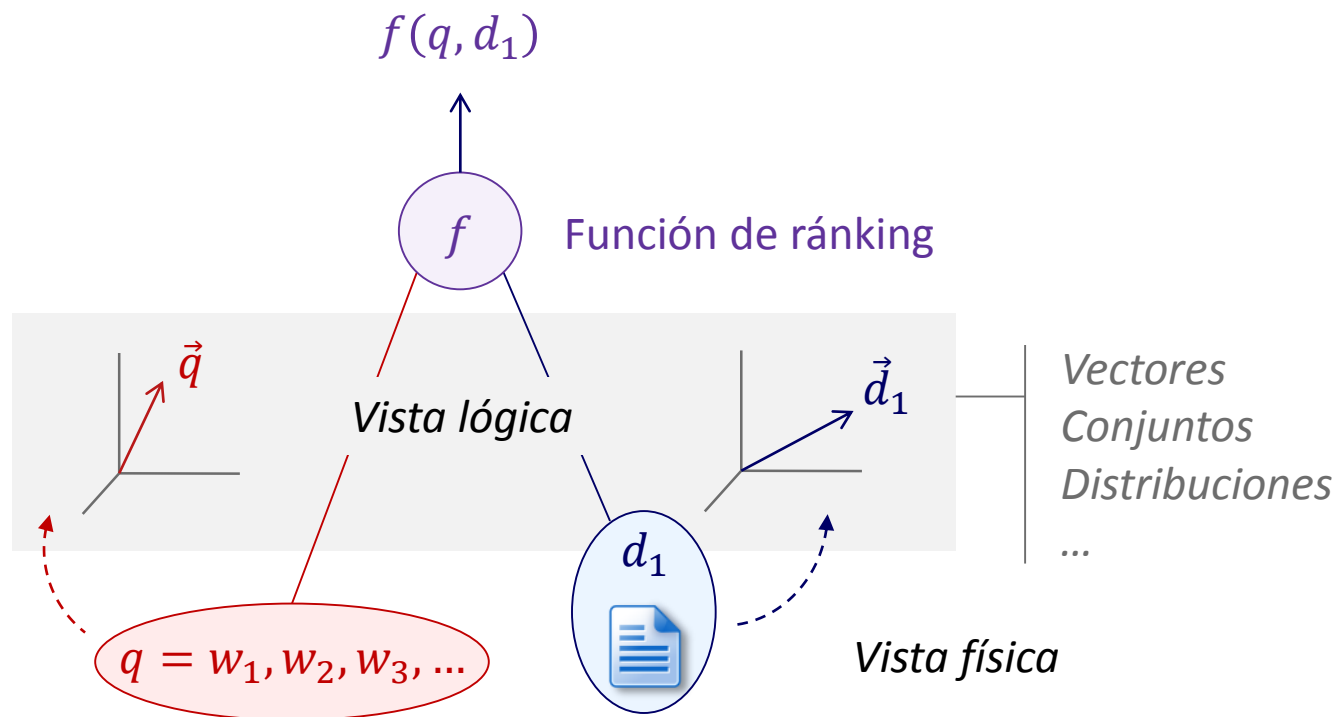 f(q, d₁)
f
Función de ránking
q⃗
Vista lógica
d⃗₁
Vectores
Conjuntos
Distribuciones
...
d₁
q = w₁, w₂, w₃, ...
Vista física